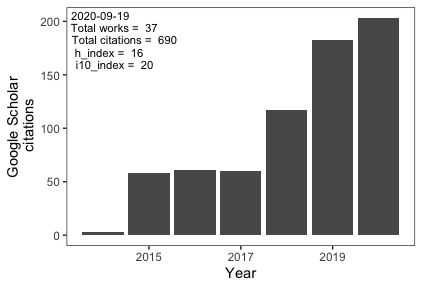 2020-09-19
Total works = 37
Total citations = 690
h_index = 16
i10_index = 20
200
150
100
50
0
Google Scholar
citations
2015
2017
2019
Year